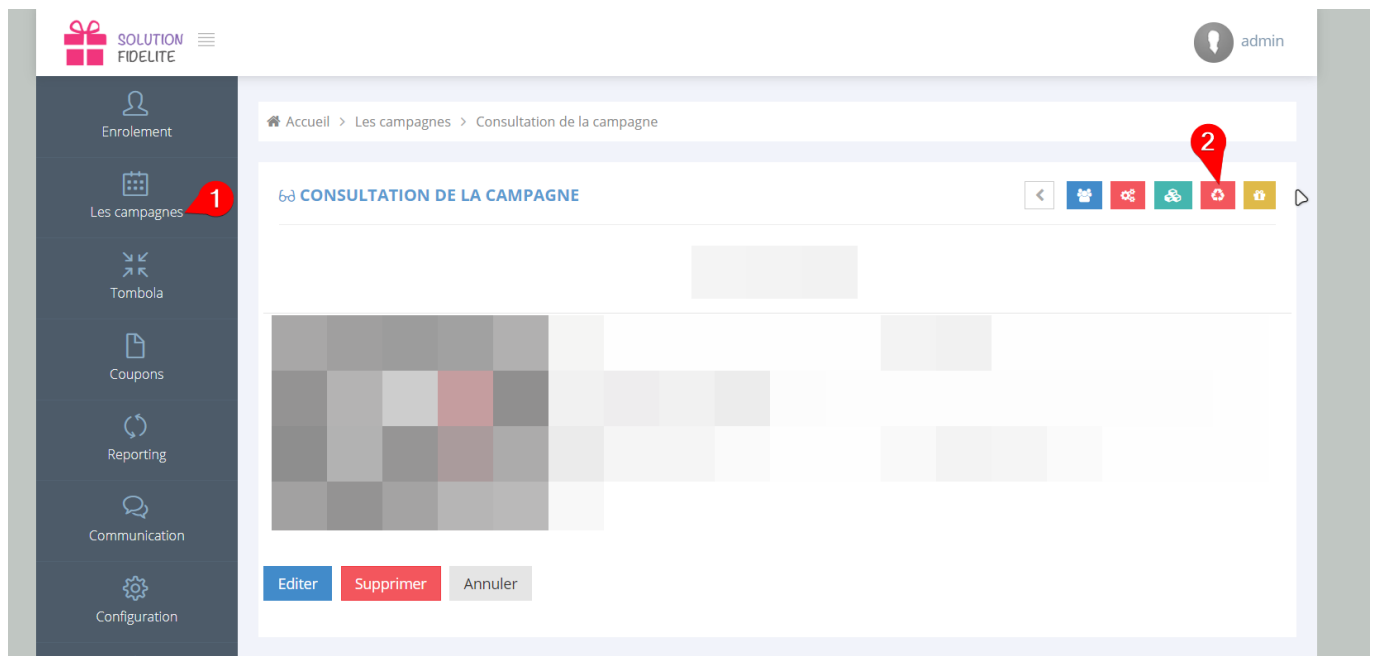 SOLUTION
FIDELITE
admin
Enrolement
Accueil > Les campagnes > Consultation de la campagne
2
Les campagnes
1
CONSULTATION DE LA CAMPAGNE
Tombola
Coupons
Reporting
Communication
Editer Supprimer Annuler
Configuration